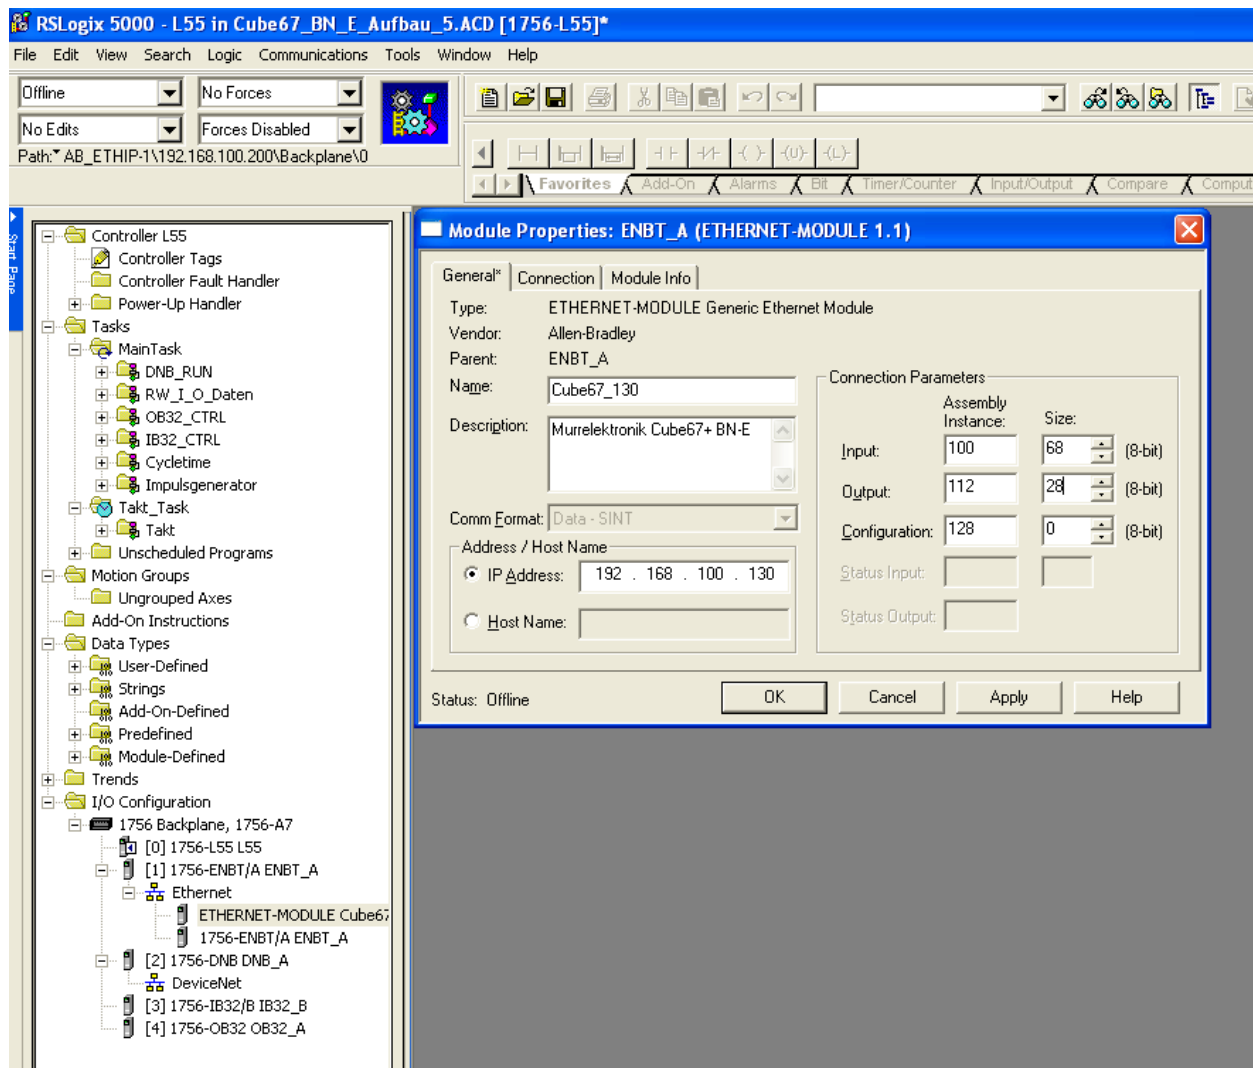 RSLogix 5000 - L55 in Cube67_BN_E_Aufbau_5.ACD [1756-L55]*
File Edit View Search Logic Communications Tools Window Help
Offline
No Forces
No Edits
Forces Disabled
Path:* AB_ETHIP-1\192.168.100.200\Backplane\0
Favorites Add-On Alarms Bit Timer/Counter Input/Output Compare Comput
Start Page
Controller L55
Controller Tags
Controller Fault Handler
Power-Up Handler
Tasks
MainTask
DNB_RUN
RW_I_O_Daten
OB32_CTRL
IB32_CTRL
Cycletime
Impulsgenerator
Takt_Task
Takt
Unscheduled Programs
Motion Groups
Ungrouped Axes
Add-On Instructions
Data Types
User-Defined
Strings
Add-On-Defined
Predefined
Module-Defined
Trends
I/O Configuration
1756 Backplane, 1756-A7
[0] 1756-L55 L55
[1] 1756-ENBT/A ENBT_A
Ethernet
ETHERNET-MODULE Cube67
1756-ENBT/A ENBT_A
[2] 1756-DNB DNB_A
DeviceNet
[3] 1756-IB32/B IB32_B
[4] 1756-OB32 OB32_A
Module Properties: ENBT_A (ETHERNET-MODULE 1.1)
General* Connection Module Info
Type: ETHERNET-MODULE Generic Ethernet Module
Vendor: Allen-Bradley
Parent: ENBT_A
Name: Cube67_130
Description: Murrelektronik Cube67+ BN-E
Comm Format: Data - SINT
Address / Host Name
IP Address: 192 . 168 . 100 . 130
Host Name:
Connection Parameters
Assembly
Instance: Size:
Input: 100 68 (8-bit)
Output: 112 28 (8-bit)
Configuration: 128 0 (8-bit)
Status Input:
Status Output:
Status: Offline
OK Cancel Apply Help